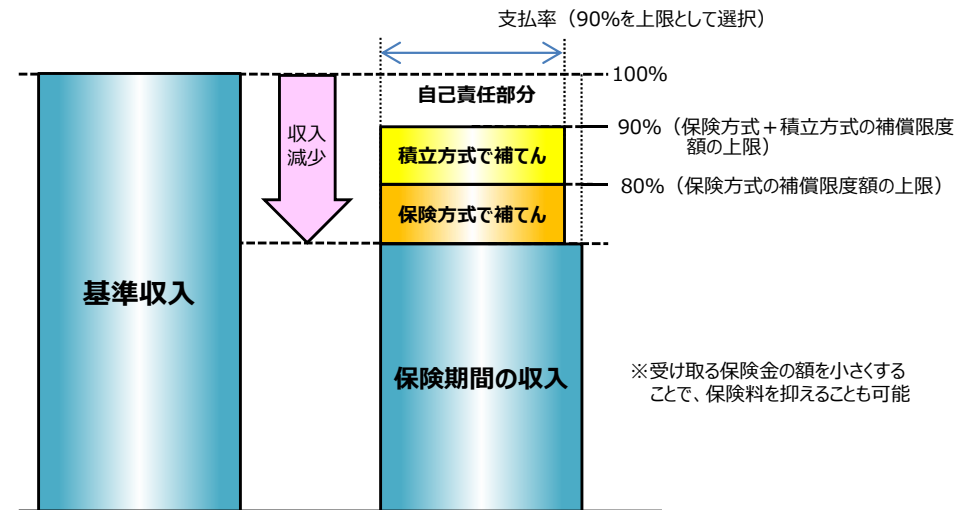 支払率（90%を上限として選択）
100%
自己責任部分
収入
減少
90%（保険方式＋積立方式の補償限度
額の上限）
積立方式で補てん
80%（保険方式の補償限度額の上限）
保険方式で補てん
基準収入
保険期間の収入
※受け取る保険金の額を小さくする
ことで、保険料を抑えることも可能